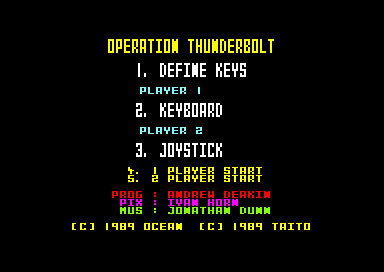 OPERATION THUNDERBOLT
1. DEFINE KEYS
PLAYER 1
2. KEYBOARD
PLAYER 2
3. JOYSTICK
4. 1 PLAYER START
5. 2 PLAYER START
PROG : ANDREW DEAKIN
PIX : IVAN HORN
MUS : JONATHAN DUNN
(C) 1989 OCEAN (C) 1989 TAITO